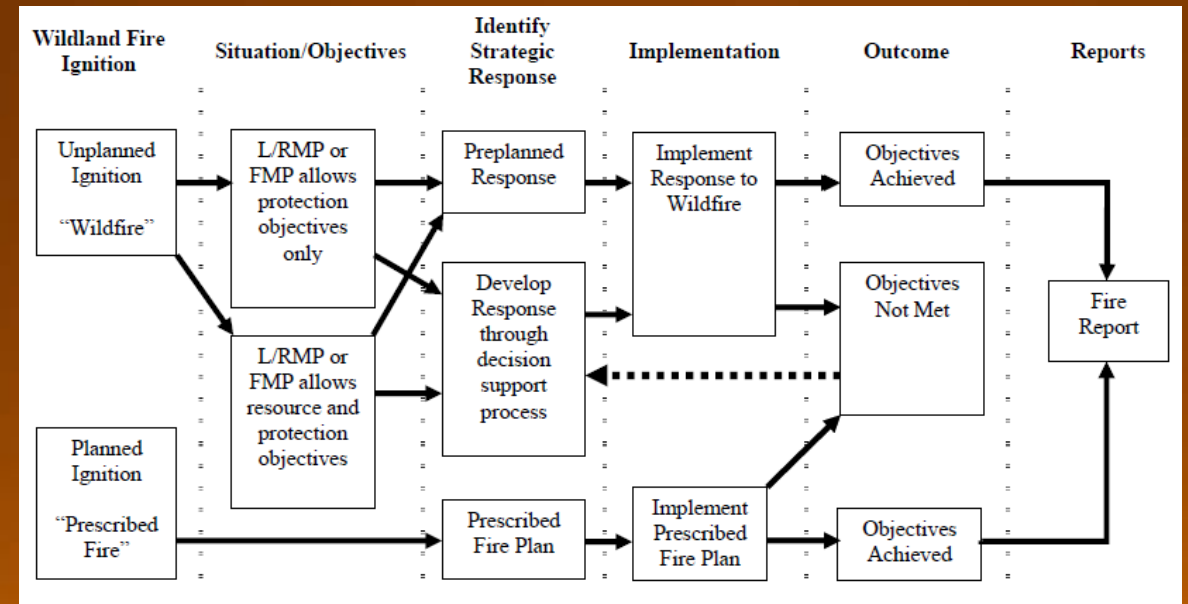 Wildland Fire
Ignition
Situation/Objectives
Identify
Strategic
Response
Implementation
Outcome
Reports
Unplanned
Ignition
“Wildfire”
L/RMP or
FMP allows
protection
objectives
only
Preplanned
Response
Implement
Response to
Wildfire
Objectives
Achieved
Develop
Response
through
decision
support
process
Objectives
Not Met
Fire
Report
L/RMP or
FMP allows
resource and
protection
objectives
Planned
Ignition
“Prescribed
Fire”
Prescribed
Fire Plan
Implement
Prescribed
Fire Plan
Objectives
Achieved